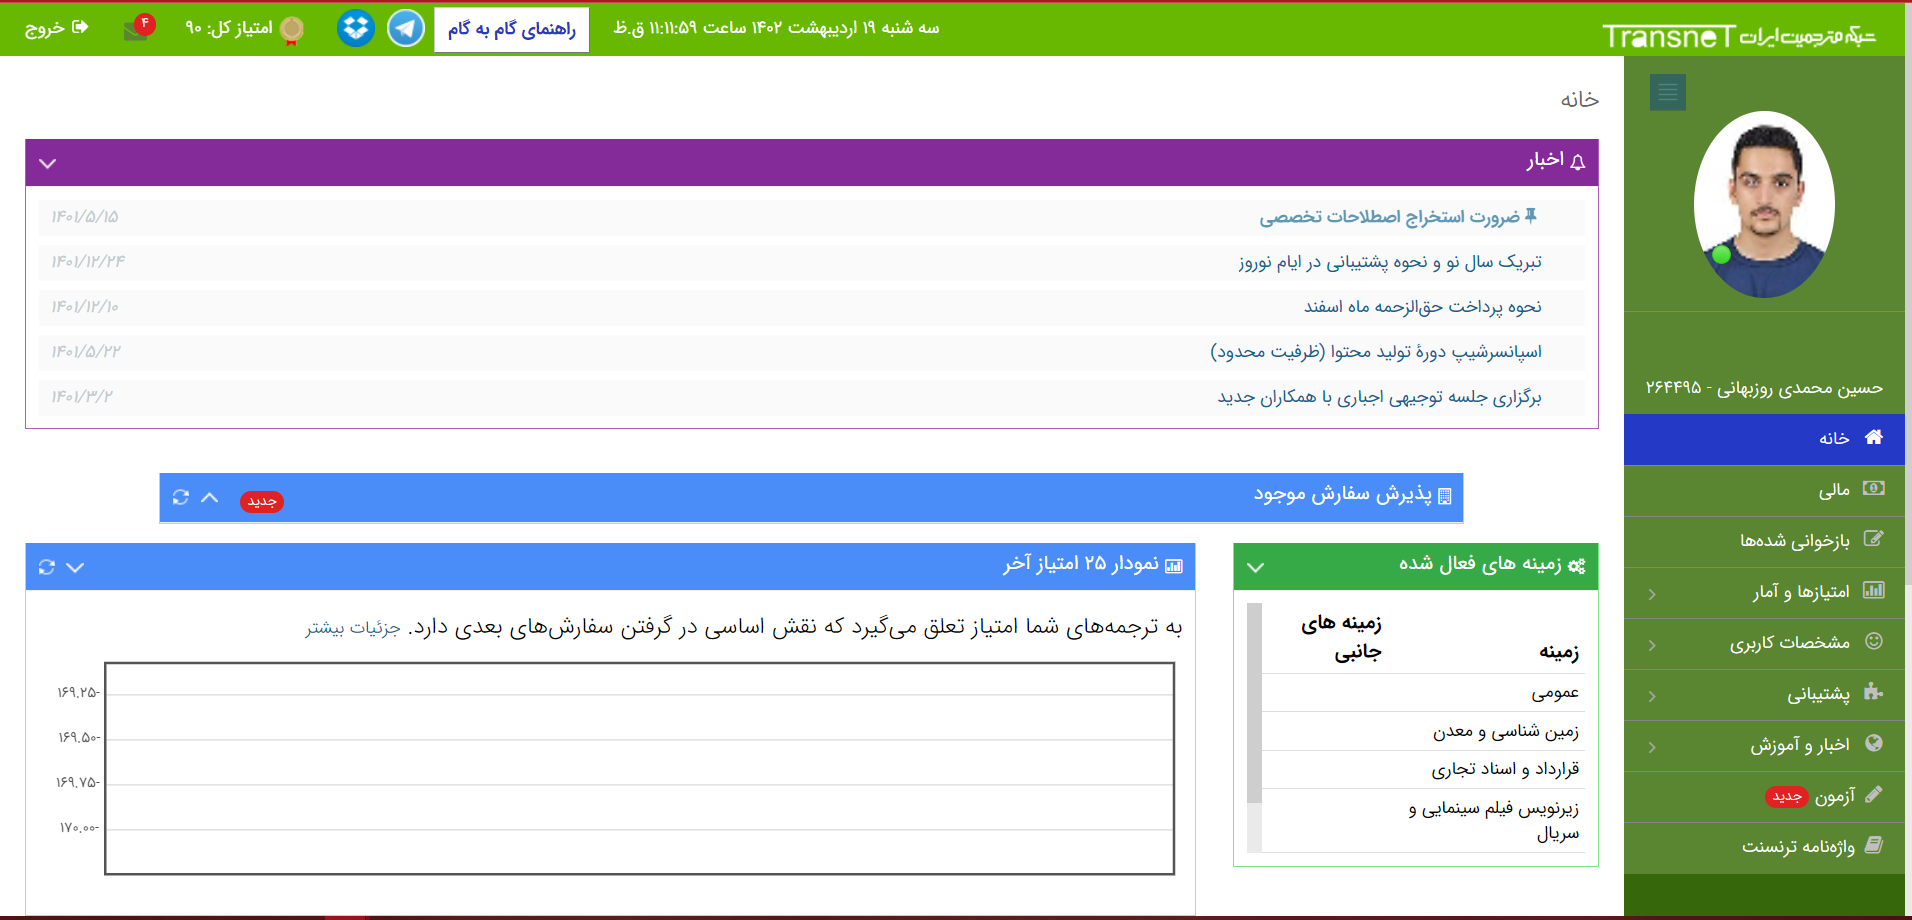 شبکه مترجمین ایران TransneT
سه شنبه ۱۹ اردیبهشت ۱۴۰۲ ساعت ۱۱:۱۱:۵۹ ق.ظ
راهنمای گام به گام
امتیاز کل: ۹۰
۴
خروج
حسین محمدی روزبهانی - ۲۶۴۴۹۵
خانه
مالی
بازخوانی شده‌ها
امتیازها و آمار
مشخصات کاربری
پشتیبانی
اخبار و آموزش
آزمون جدید
واژه‌نامه ترنسنت
خانه
اخبار
ضرورت استخراج اصطلاحات تخصصی ۱۴۰۱/۵/۱۵
تبریک سال نو و نحوه پشتیبانی در ایام نوروز ۱۴۰۱/۱۲/۲۴
نحوه پرداخت حق‌الزحمه ماه اسفند ۱۴۰۱/۱۲/۱۰
اسپانسرشیپ دورهٔ تولید محتوا (ظرفیت محدود) ۱۴۰۱/۵/۲۲
برگزاری جلسه توجیهی اجباری با همکاران جدید ۱۴۰۱/۳/۲
پذیرش سفارش موجود جدید
زمینه های فعال شده
زمینه زمینه های جانبی
عمومی
زمین شناسی و معدن
قرارداد و اسناد تجاری
زیرنویس فیلم سینمایی و
سریال
نمودار ۲۵ امتیاز آخر
به ترجمه‌های شما امتیاز تعلق می‌گیرد که نقش اساسی در گرفتن سفارش‌های بعدی دارد. جزئیات بیشتر
-۱۶۹.۲۵
-۱۶۹.۵۰
-۱۶۹.۷۵
-۱۷۰.۰۰